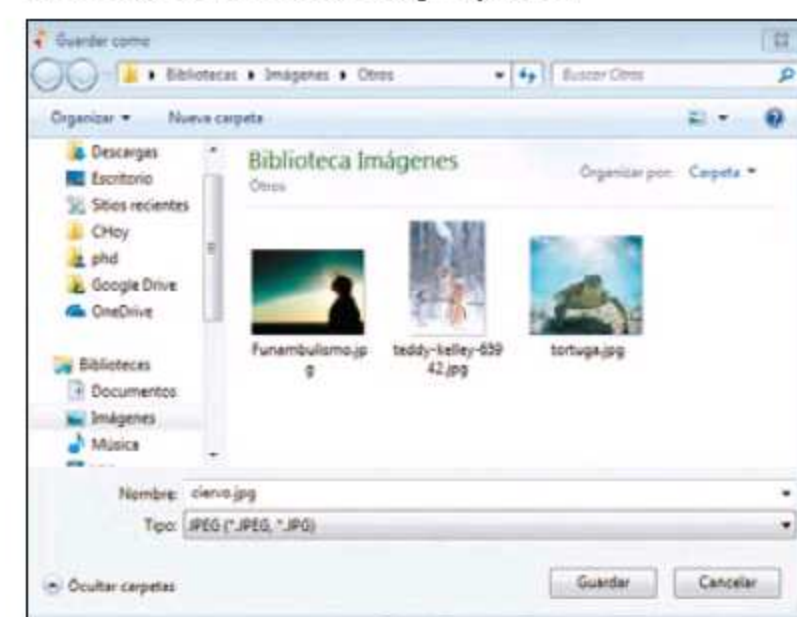 Guardar como
Bibliotecas Imágenes Otros Buscar Otros
Organizar Nueva carpeta
Descargas
Escritorio
Sitios recientes
CHoy
phd
Google Drive
OneDrive
Bibliotecas
Documentos
Imágenes
Música
Biblioteca Imágenes
Otros
Organizar por: Carpeta
Funambulismo.jp
g
teddy-kelley-639
42.jpg
tortuga.jpg
Nombre: ciervo.jpg
Tipo: JPEG (*.JPEG, *.JPG)
Ocultar carpetas Guardar Cancelar